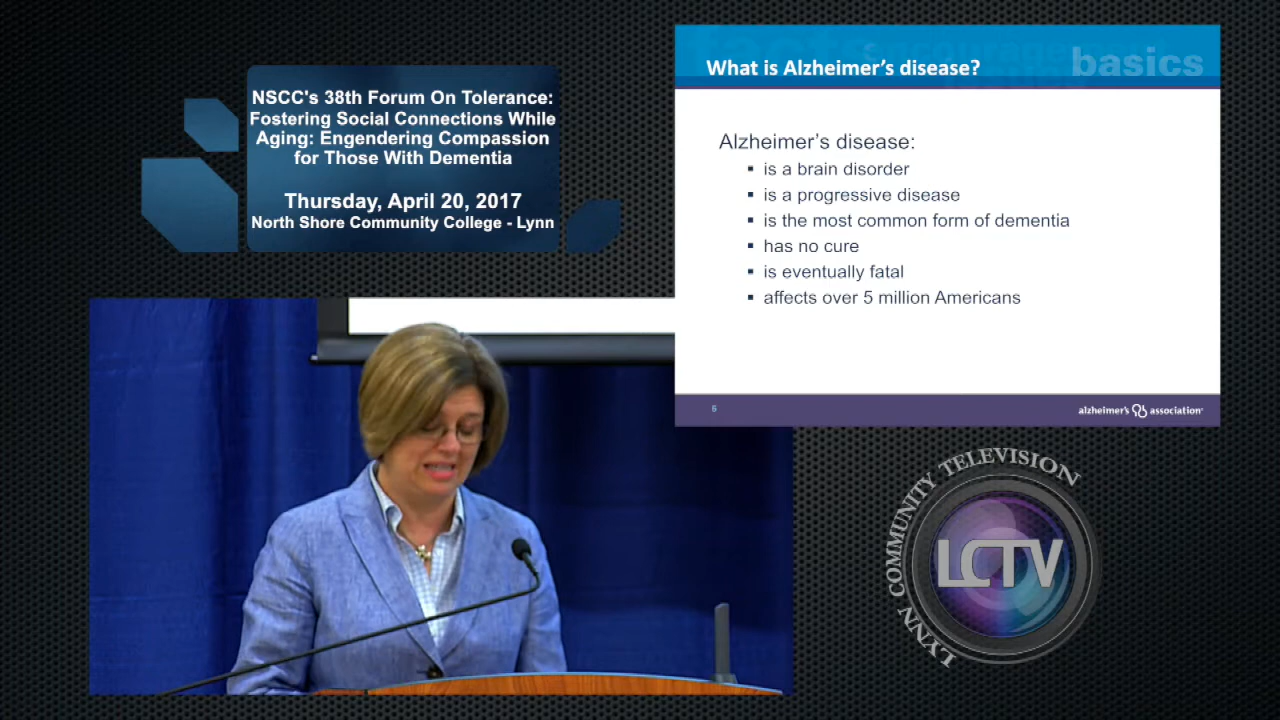 NSCC's 38th Forum On Tolerance:
Fostering Social Connections While
Aging: Engendering Compassion
for Those With Dementia
Thursday, April 20, 2017
North Shore Community College - Lynn
basics
What is Alzheimer's disease?
Alzheimer's disease:
▪ is a brain disorder
▪ is a progressive disease
▪ is the most common form of dementia
▪ has no cure
▪ is eventually fatal
▪ affects over 5 million Americans
alzheimer's association
LYNN COMMUNITY TELEVISION
LCTV